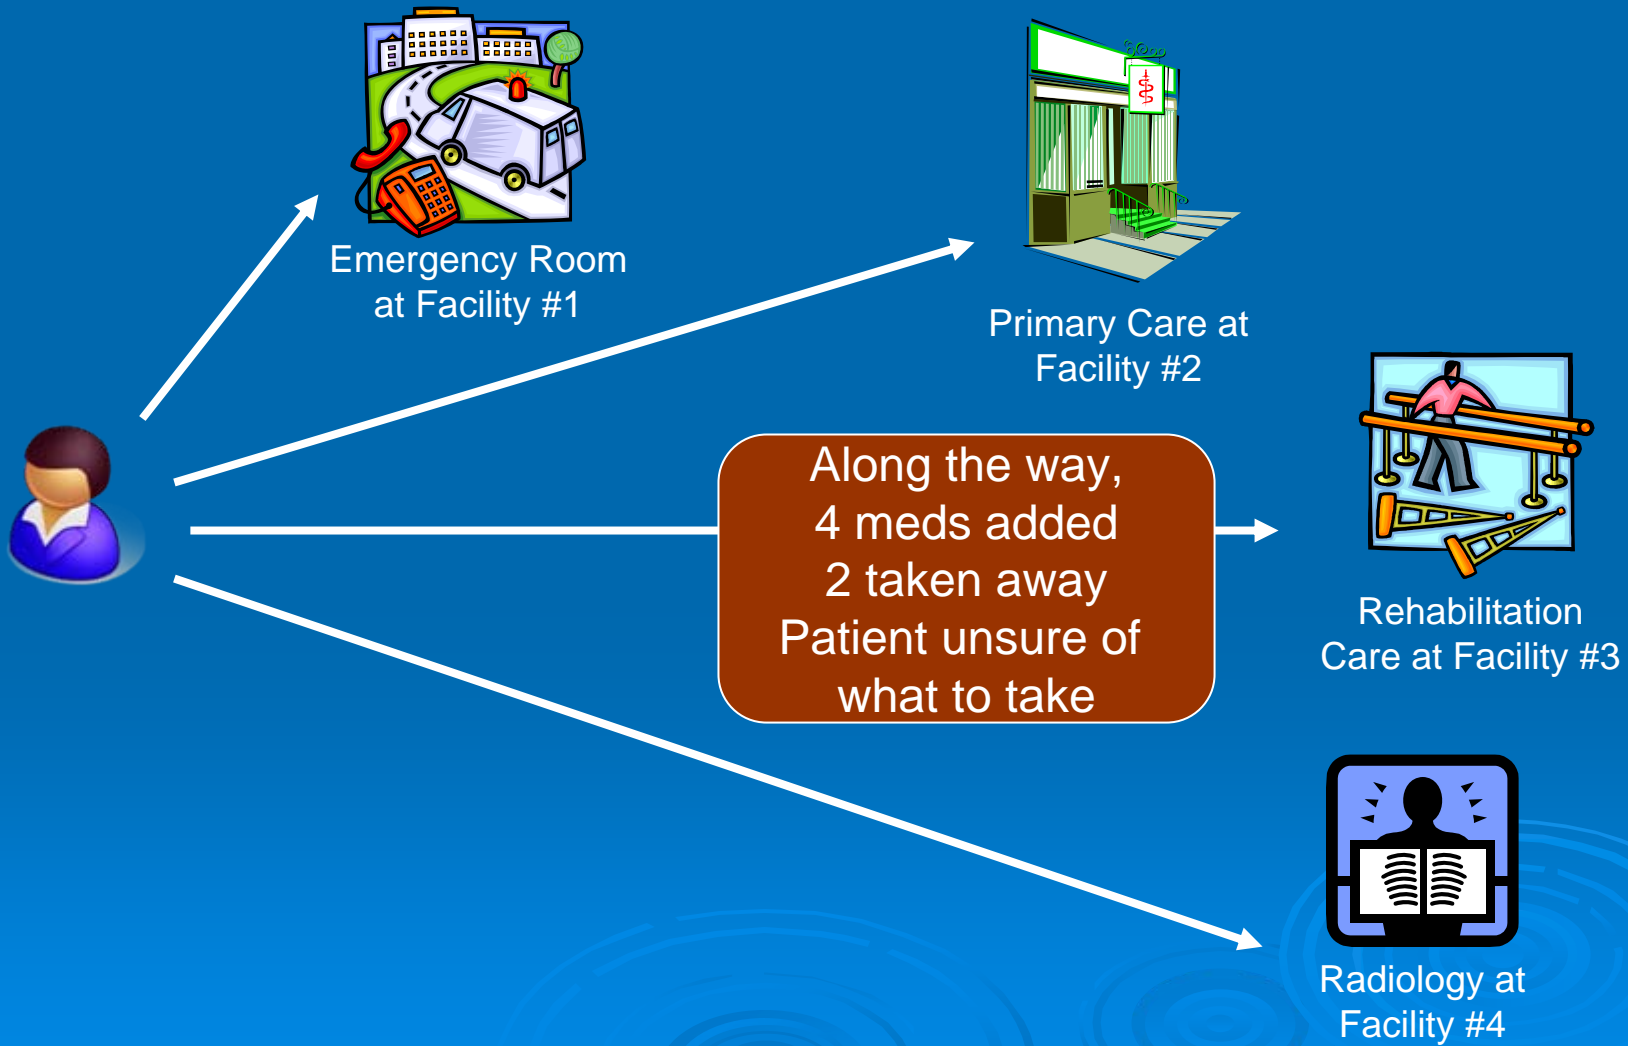 Emergency Room
at Facility #1
Primary Care at
Facility #2
Along the way,
4 meds added
2 taken away
Patient unsure of
what to take
Rehabilitation
Care at Facility #3
Radiology at
Facility #4